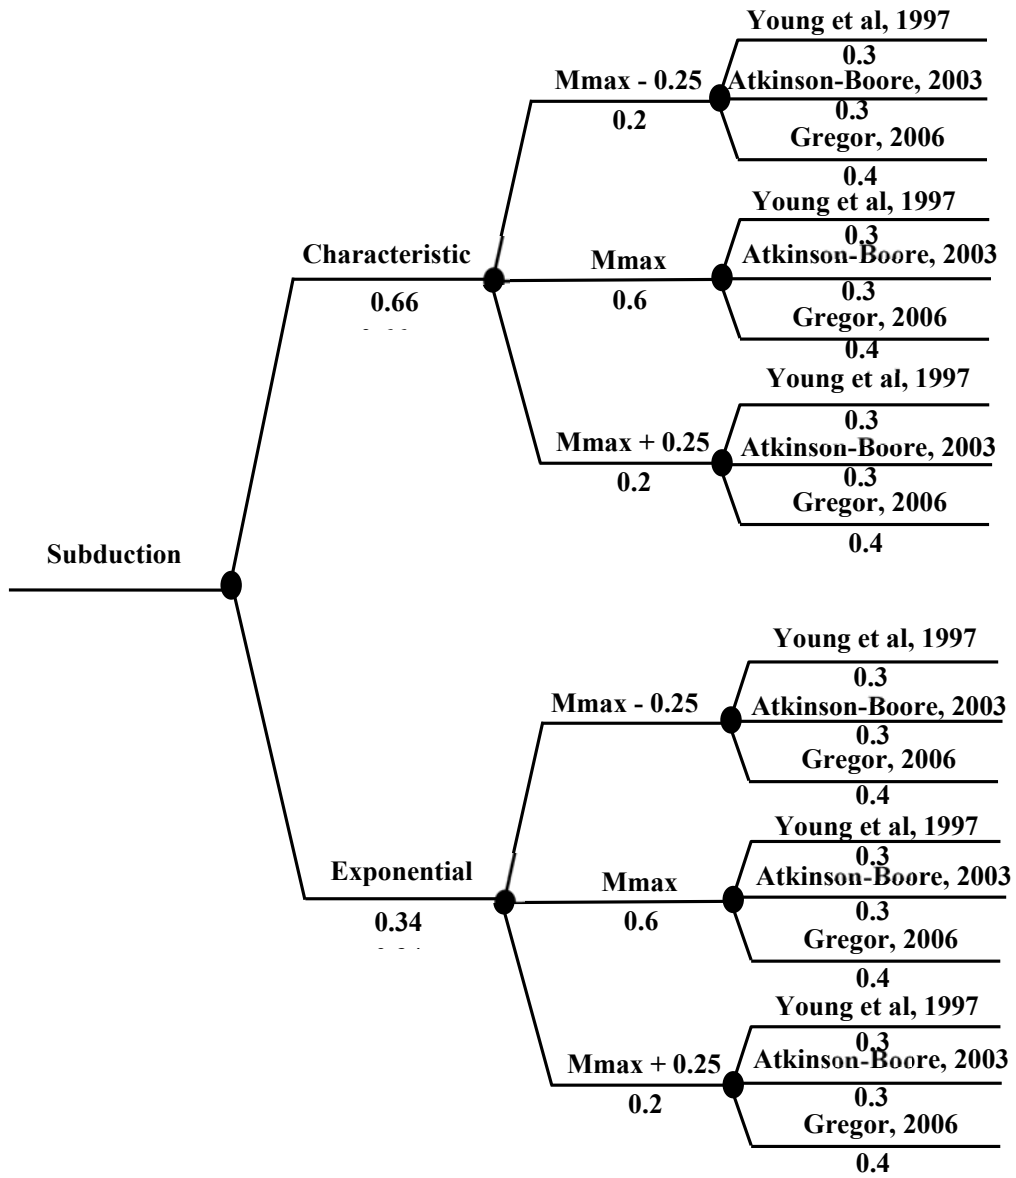 Young et al, 1997
0.3
Mmax - 0.25
Atkinson-Boore, 2003
0.2
0.3
Gregor, 2006
0.4
Young et al, 1997
0.3
Characteristic
Mmax
Atkinson-Boore, 2003
0.66
0.6
0.3
Gregor, 2006
0.4
Young et al, 1997
0.3
Mmax + 0.25
Atkinson-Boore, 2003
0.2
0.3
Gregor, 2006
0.4
Subduction
Young et al, 1997
0.3
Mmax - 0.25
Atkinson-Boore, 2003
0.3
Gregor, 2006
0.4
Young et al, 1997
0.3
Exponential
Mmax
Atkinson-Boore, 2003
0.34
0.6
0.3
Gregor, 2006
0.4
Young et al, 1997
0.3
Mmax + 0.25
Atkinson-Boore, 2003
0.2
0.3
Gregor, 2006
0.4